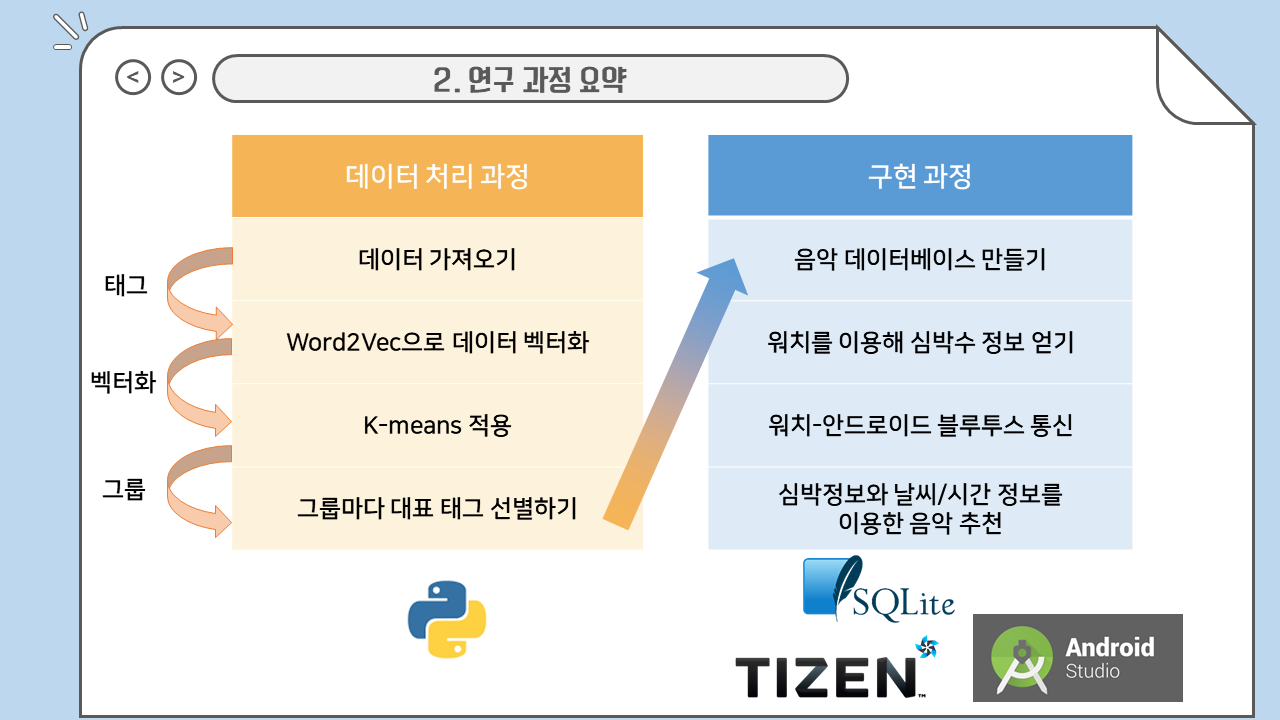 < >
2. 연구 과정 요약
데이터 처리 과정
데이터 가져오기
Word2Vec으로 데이터 벡터화
K-means 적용
그룹마다 대표 태그 선별하기
태그
벡터화
그룹
구현 과정
음악 데이터베이스 만들기
워치를 이용해 심박수 정보 얻기
워치-안드로이드 블루투스 통신
심박정보와 날씨/시간 정보를
이용한 음악 추천
SQLite
TIZEN™
Android
Studio